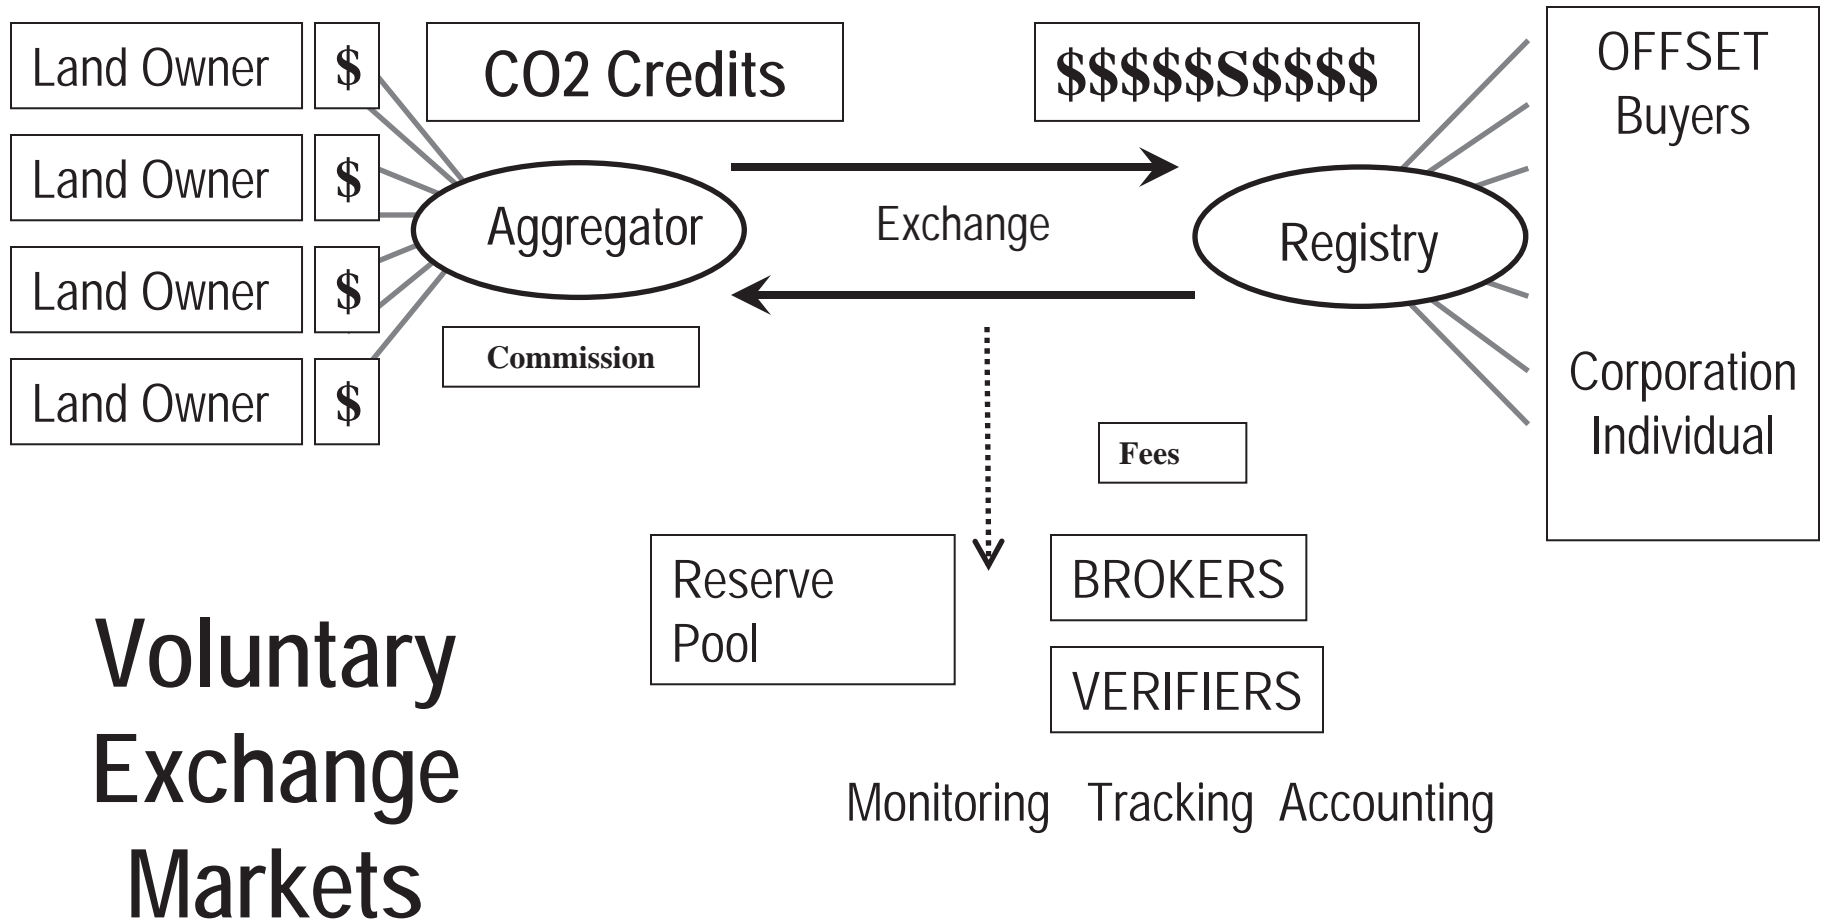 Land Owner
$
CO2 Credits
$$$$$S$$$$
OFFSET
Buyers
Land Owner
$
Aggregator
Exchange
Registry
Land Owner
$
Commission
Corporation
Individual
Land Owner
$
Fees
Reserve
Pool
BROKERS
VERIFIERS
Voluntary
Exchange
Markets
Monitoring Tracking Accounting